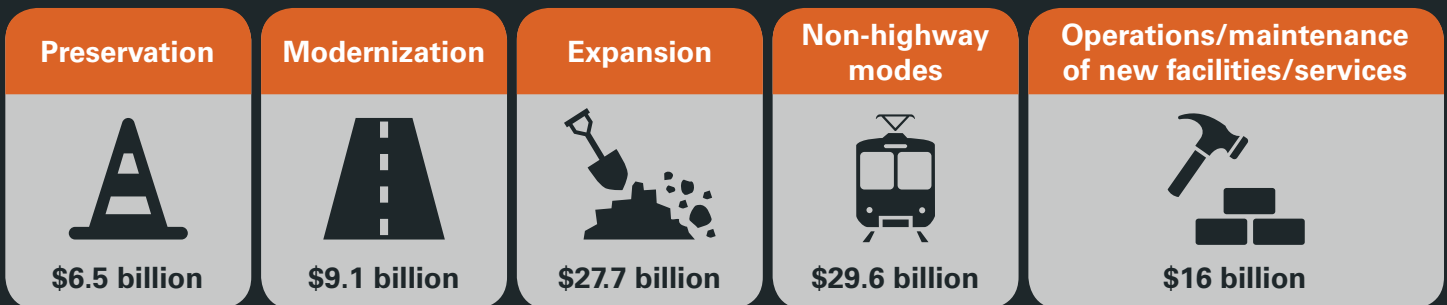 Preservation
$6.5 billion
Modernization
$9.1 billion
Expansion
$27.7 billion
Non-highway
modes
$29.6 billion
Operations/maintenance
of new facilities/services
$16 billion